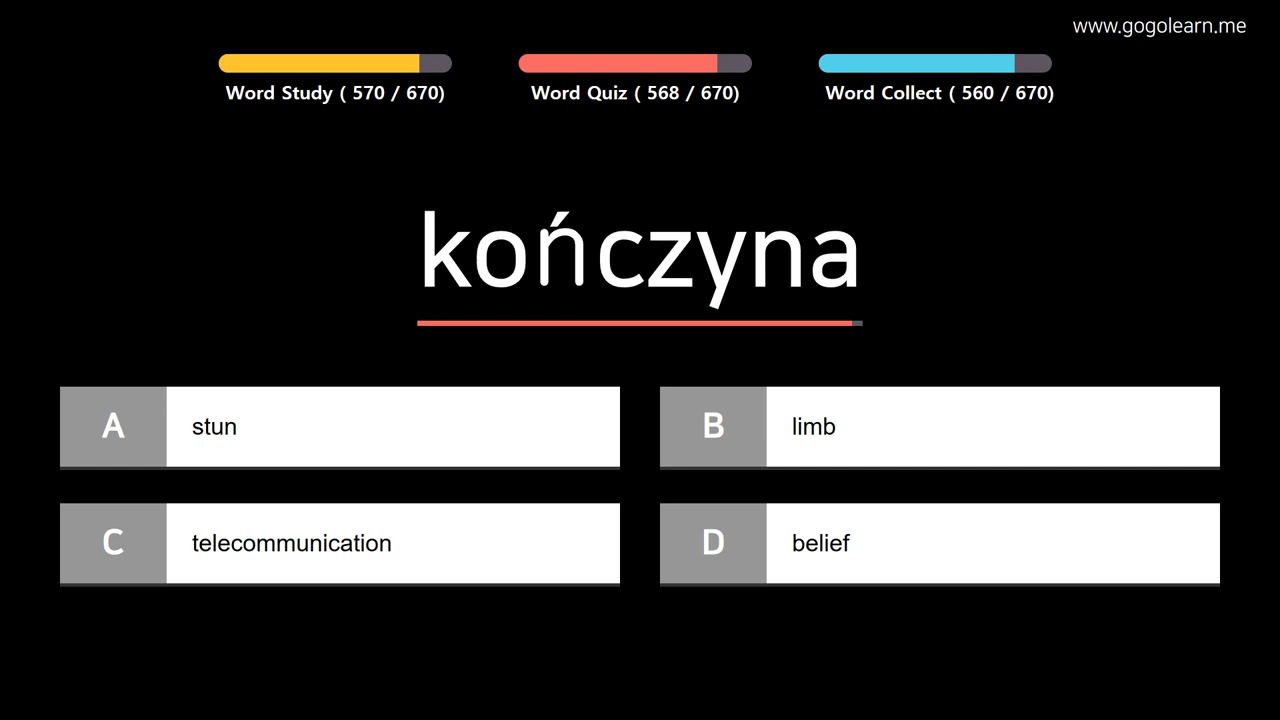 www.gogolearn.me
Word Study ( 570 / 670)
Word Quiz ( 568 / 670)
Word Collect ( 560 / 670)
kończyna
A stun
B limb
C telecommunication
D belief